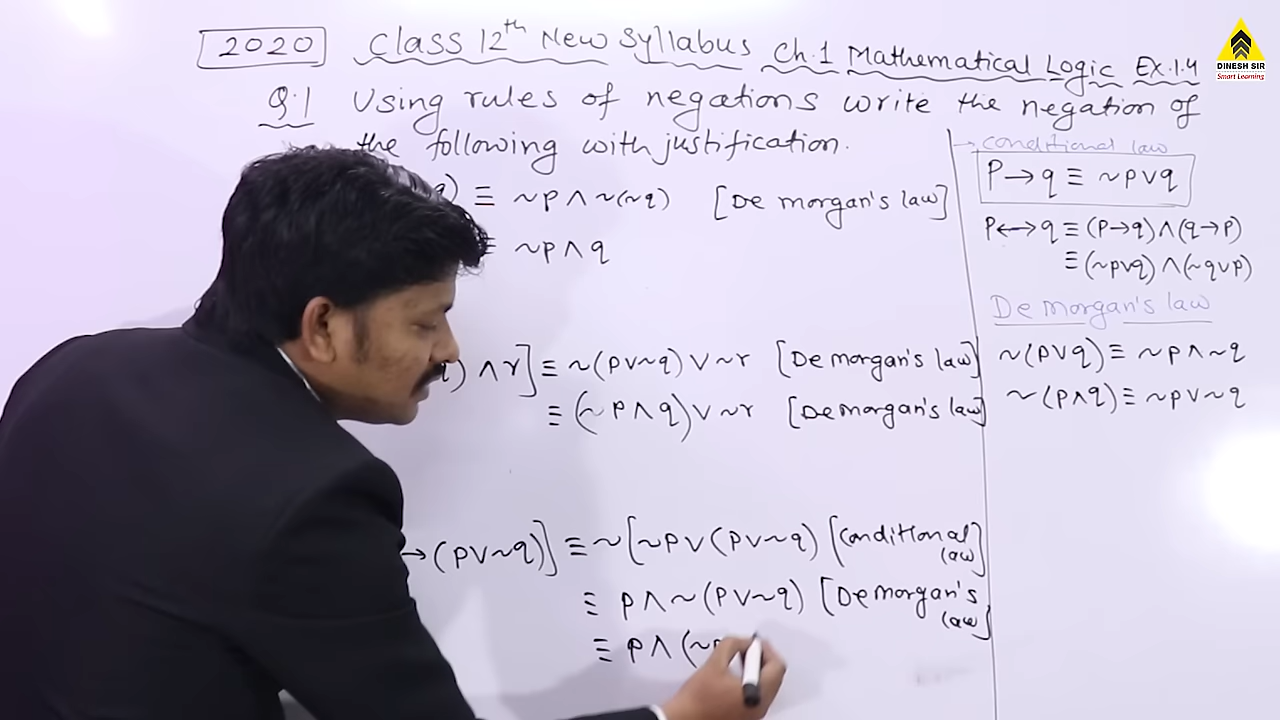 2020 Class 12th New Syllabus Ch.1 Mathematical Logic Ex.1.4
DINESH SIR
Smart Learning
Q.1 Using rules of negations write the negation of
the following with justification.
q) ≡ ~p ∧ ~(~q) [De morgan's law]
≡ ~p ∧ q
q) ∧ r] ≡ ~(p∨~q) ∨ ~r [De morgan's law]
≡ (~p∧q) ∨ ~r [De morgan's law]
→(p∨~q)] ≡ ~[~p∨(p∨~q) [Conditional law]
≡ p∧~(p∨~q) [De morgan's law]
≡ p∧(~p
→ conditional law
P→q ≡ ~p∨q
P↔q ≡ (P→q)∧(q→P)
≡ (~p∨q) ∧(~q∨p)
De morgan's law
~(p∨q) ≡ ~p∧~q
~(p∧q) ≡ ~p∨~q